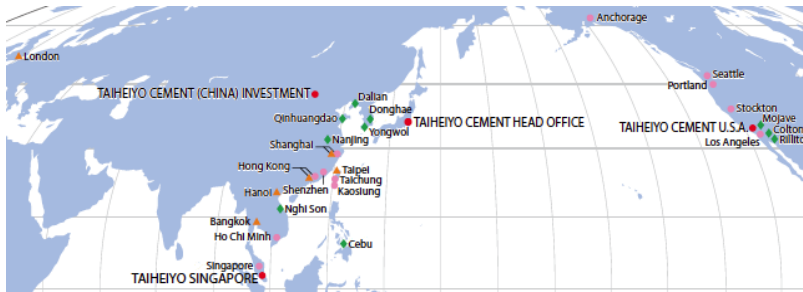 Anchorage
London
Seattle
Portland
TAIHEIYO CEMENT (CHINA) INVESTMENT
Dalian
Donghae
Stockton
Qinhuangdao
TAIHEIYO CEMENT HEAD OFFICE
Mojave
TAIHEIYO CEMENT U.S.A.
Yongwol
Colton
Nanjing
Los Angeles
Rillito
Shanghai
Hong Kong
Taipei
Taichung
Hanoi
Shenzhen
Kaosiung
Nghi Son
Bangkok
Ho Chi Minh
Cebu
Singapore
TAIHEIYO SINGAPORE